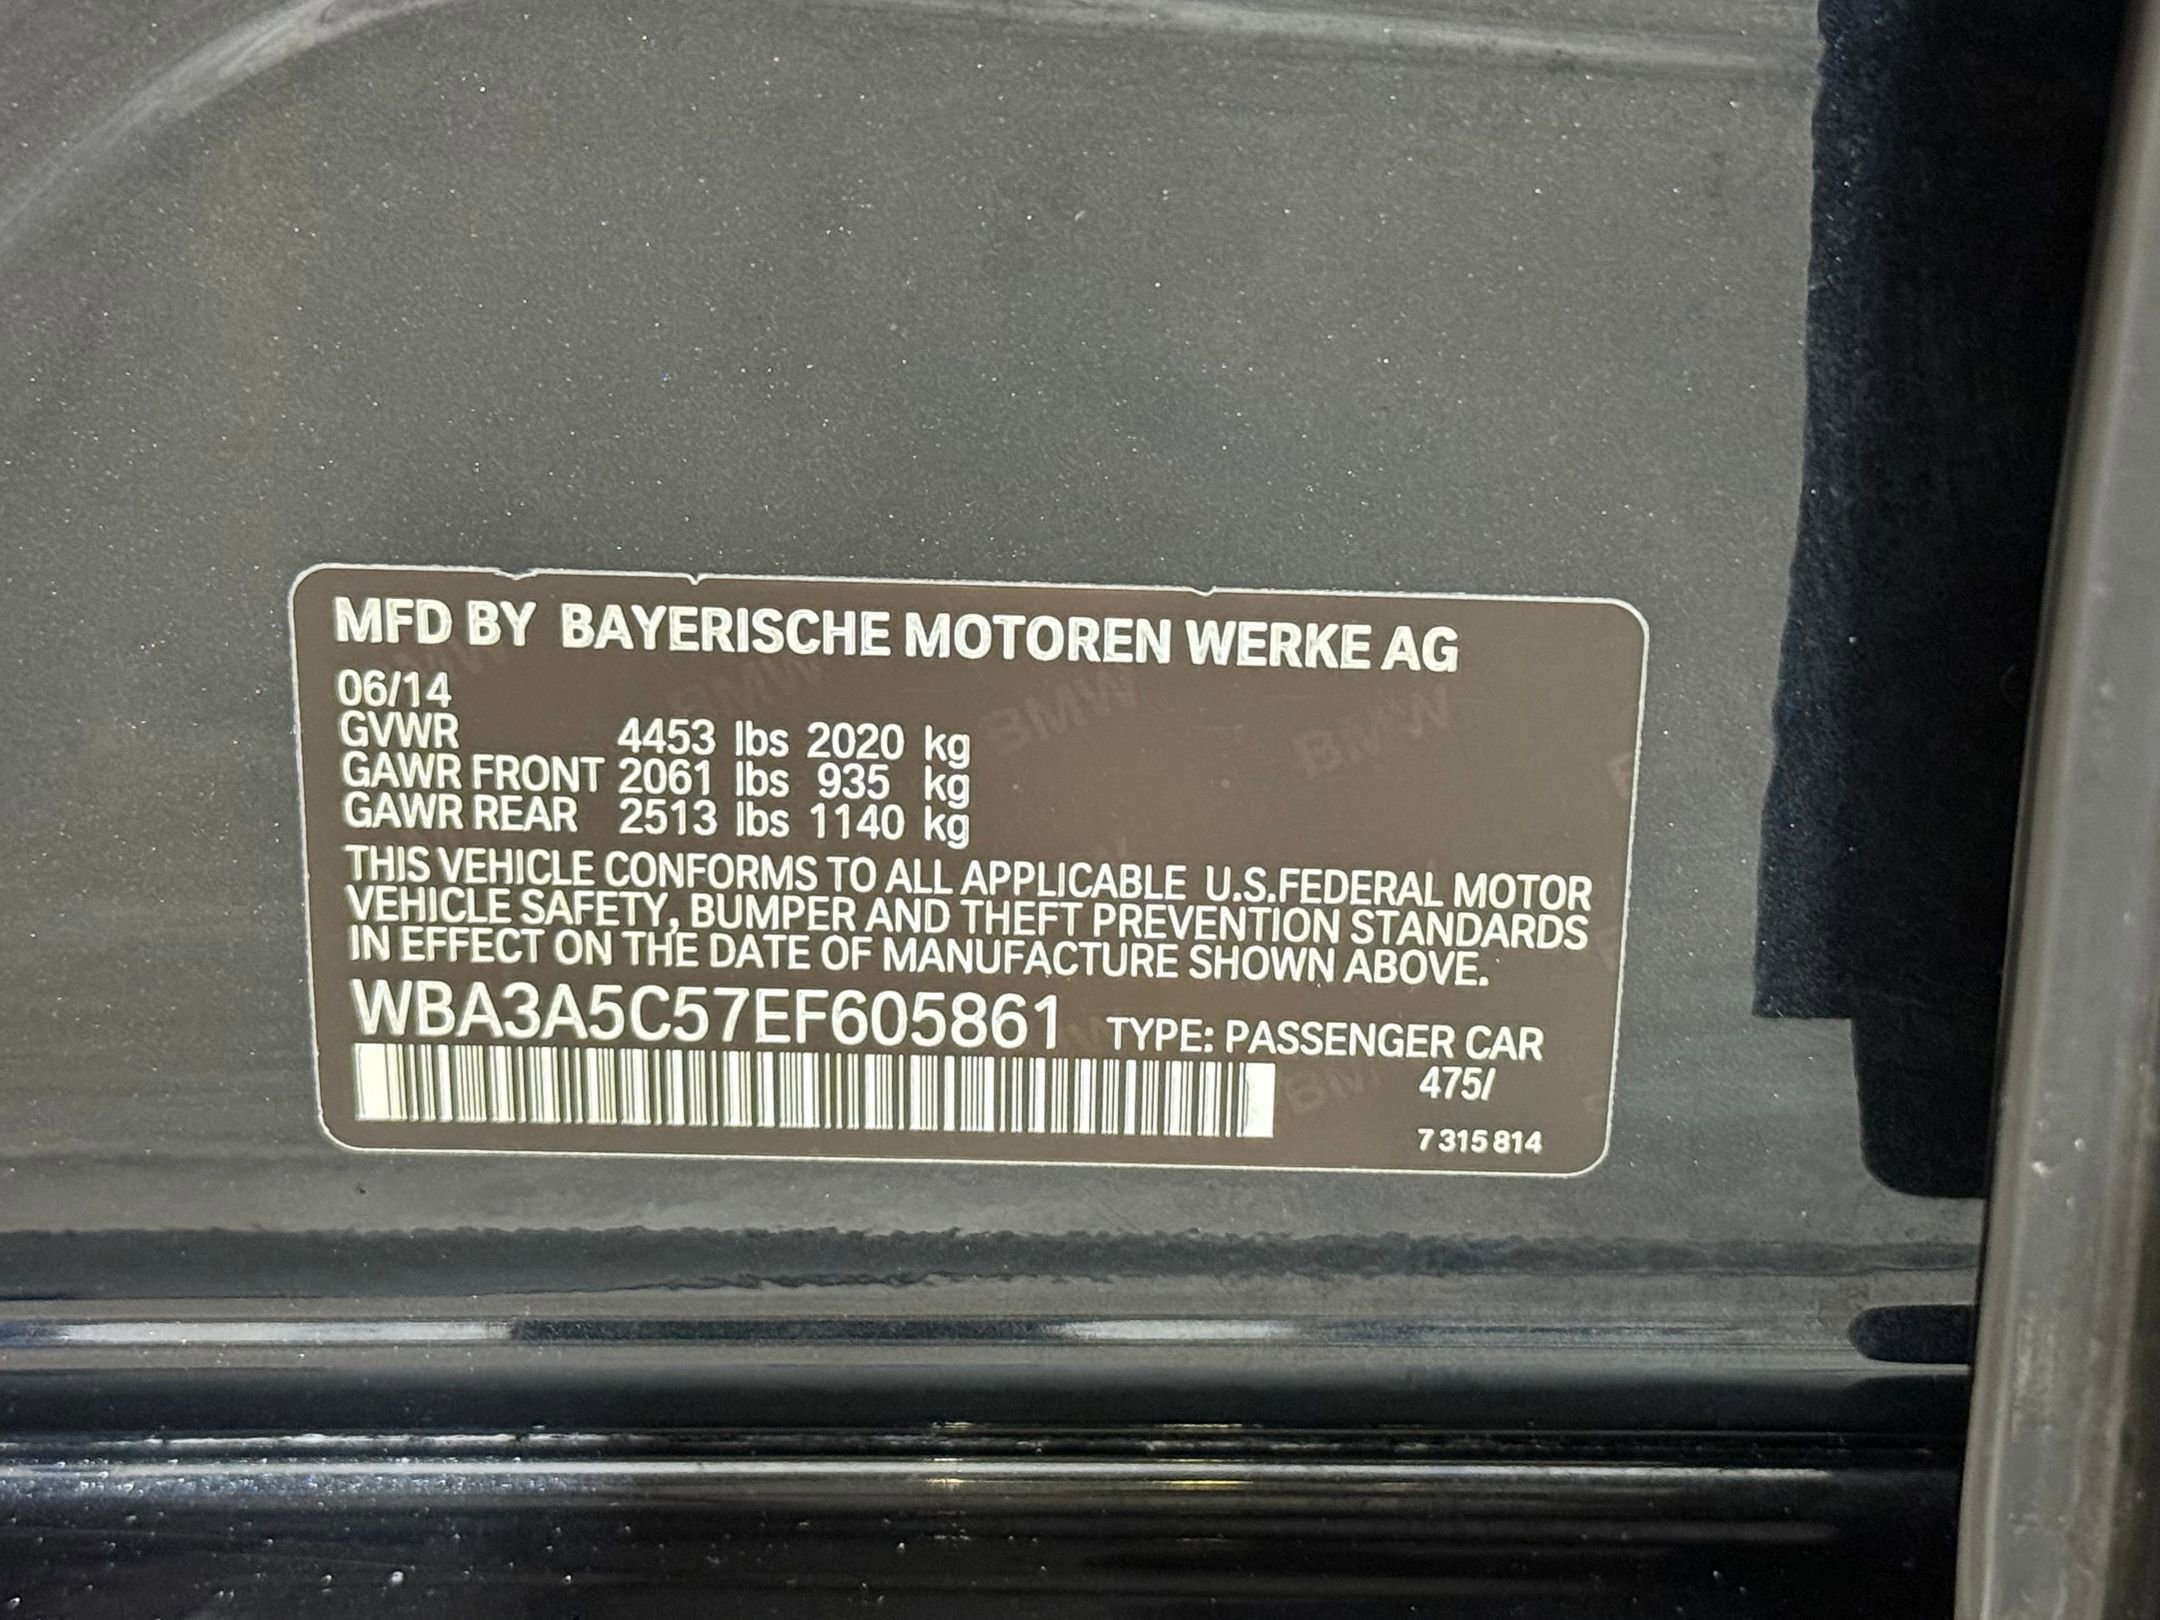 MFD BY BAYERISCHE MOTOREN WERKE AG
06/14
GVWR 4453 lbs 2020 kg
GAWR FRONT 2061 lbs 935 kg
GAWR REAR 2513 lbs 1140 kg
THIS VEHICLE CONFORMS TO ALL APPLICABLE U.S.FEDERAL MOTOR
VEHICLE SAFETY, BUMPER AND THEFT PREVENTION STANDARDS
IN EFFECT ON THE DATE OF MANUFACTURE SHOWN ABOVE.
WBA3A5C57EF605861 TYPE: PASSENGER CAR
475/
7 315 814